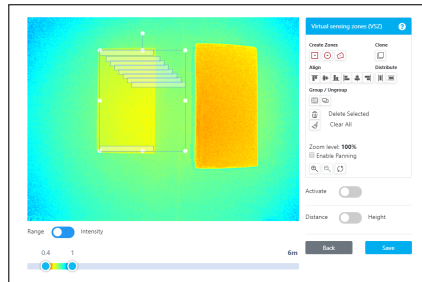 Virtual sensing zones (VSZ) ?
Create Zones Clone
Align Distribute
Group / Ungroup
Delete Selected
Clear All
Zoom level: 100%
Enable Panning
Activate
Distance Height
Range Intensity
0.4 1 6m
Back Save